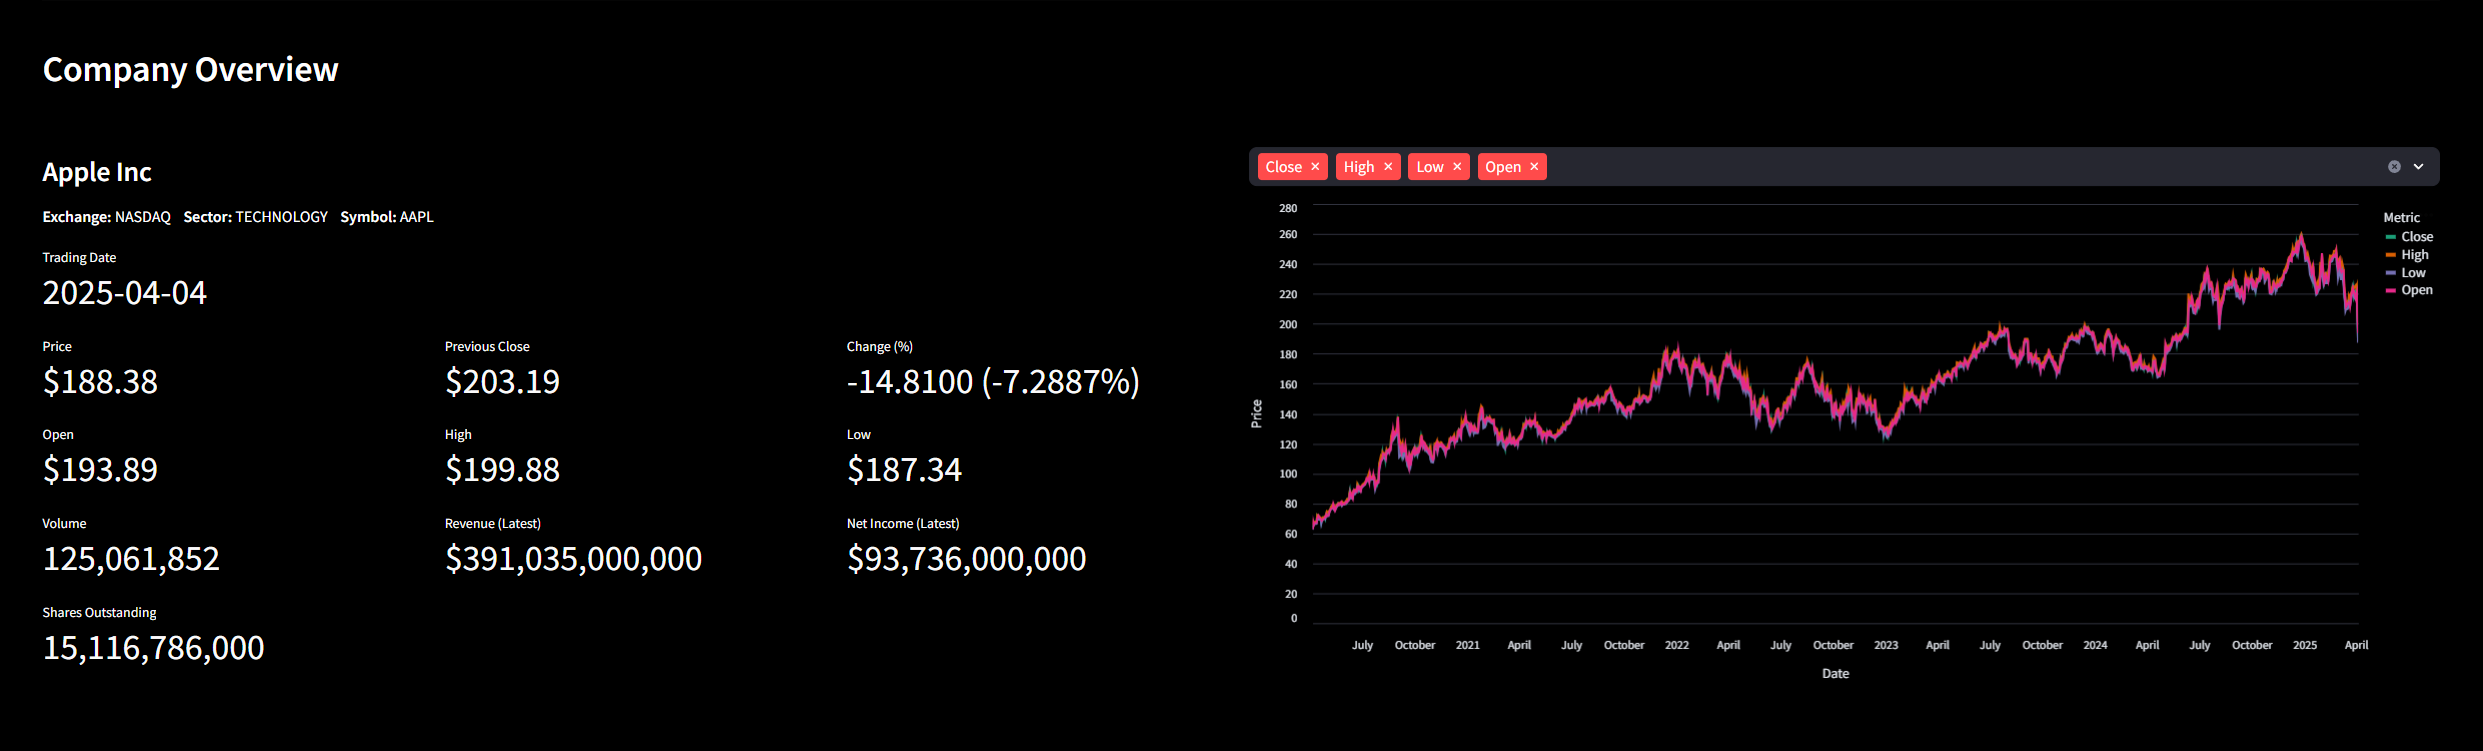 Company Overview
Apple Inc
Exchange: NASDAQ Sector: TECHNOLOGY Symbol: AAPL
Trading Date
2025-04-04
Price
$188.38
Previous Close
$203.19
Change (%)
-14.8100 (-7.2887%)
Open
$193.89
High
$199.88
Low
$187.34
Volume
125,061,852
Revenue (Latest)
$391,035,000,000
Net Income (Latest)
$93,736,000,000
Shares Outstanding
15,116,786,000
Close × High × Low × Open ×
280
260
240
220
200
180
160
140
120
100
80
60
40
20
0
Price
July October 2021 April July October 2022 April July October 2023 April July October 2024 April July October 2025 April
Date
Metric
Close
High
Low
Open